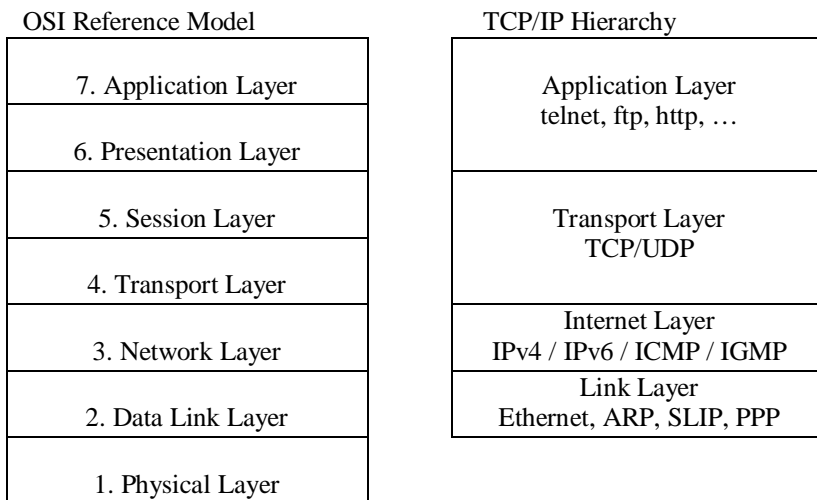 OSI Reference Model
7. Application Layer
6. Presentation Layer
5. Session Layer
4. Transport Layer
3. Network Layer
2. Data Link Layer
1. Physical Layer
TCP/IP Hierarchy
Application Layer
telnet, ftp, http, …
Transport Layer
TCP/UDP
Internet Layer
IPv4 / IPv6 / ICMP / IGMP
Link Layer
Ethernet, ARP, SLIP, PPP